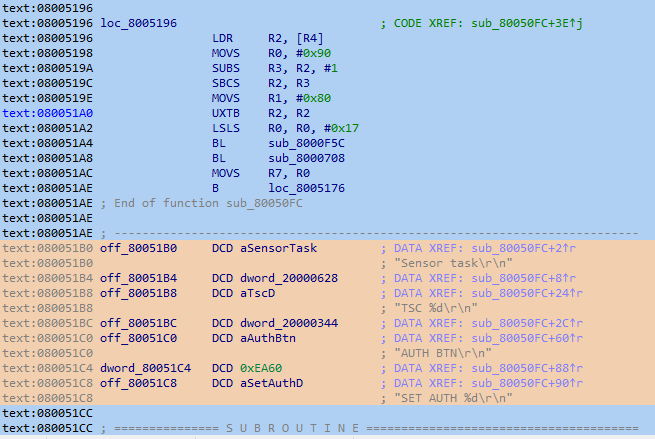 text:08005196
text:08005196 loc_8005196 ; CODE XREF: sub_80050FC+3E↑j
text:08005196 LDR R2, [R4]
text:08005198 MOVS R0, #0x90
text:0800519A SUBS R3, R2, #1
text:0800519C SBCS R2, R3
text:0800519E MOVS R1, #0x80
text:080051A0 UXTB R2, R2
text:080051A2 LSLS R0, R0, #0x17
text:080051A4 BL sub_8000F5C
text:080051A8 BL sub_8000708
text:080051AC MOVS R7, R0
text:080051AE B loc_8005176
text:080051AE ; End of function sub_80050FC
text:080051AE
text:080051AE ; ---------------------------------------------------------------------------
text:080051B0 off_80051B0 DCD aSensorTask ; DATA XREF: sub_80050FC+2↑r
text:080051B0 ; "Sensor task\r\n"
text:080051B4 off_80051B4 DCD dword_20000628 ; DATA XREF: sub_80050FC+8↑r
text:080051B8 off_80051B8 DCD aTscD ; DATA XREF: sub_80050FC+24↑r
text:080051B8 ; "TSC %d\r\n"
text:080051BC off_80051BC DCD dword_20000344 ; DATA XREF: sub_80050FC+2C↑r
text:080051C0 off_80051C0 DCD aAuthBtn ; DATA XREF: sub_80050FC+60↑r
text:080051C0 ; "AUTH BTN\r\n"
text:080051C4 dword_80051C4 DCD 0xEA60 ; DATA XREF: sub_80050FC+88↑r
text:080051C8 off_80051C8 DCD aSetAuthD ; DATA XREF: sub_80050FC+90↑r
text:080051C8 ; "SET AUTH %d\r\n"
text:080051CC
text:080051CC ; =============== S U B R O U T I N E =======================================